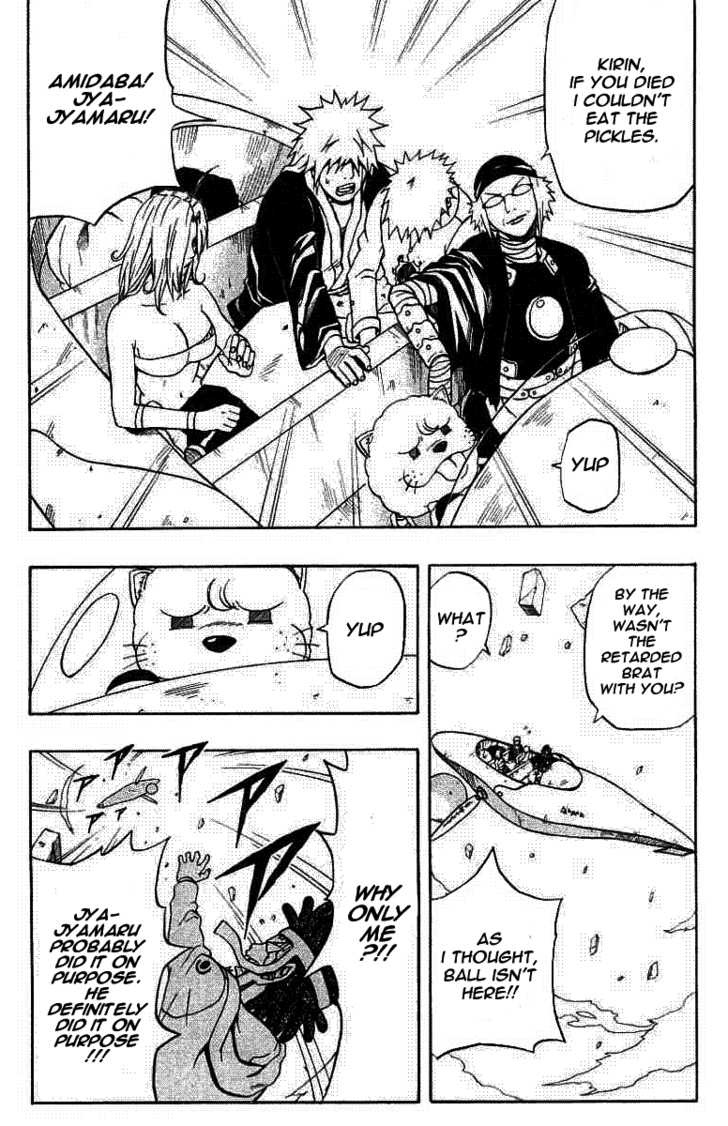 KIRIN,
IF YOU DIED
I COULDN'T
EAT THE
PICKLES.
AMIDABA!
JYA-
JYAMARU!
YUP
BY THE
WAY,
WASN'T
THE
RETARDED
BRAT
WITH YOU?
WHAT
?
AS
I THOUGHT,
BALL ISN'T
HERE!!
YUP
WHY
ONLY
ME
?!!
JYA-
JYAMARU
PROBABLY
DID IT ON
PURPOSE.
HE
DEFINITELY
DID IT ON
PURPOSE
!!!